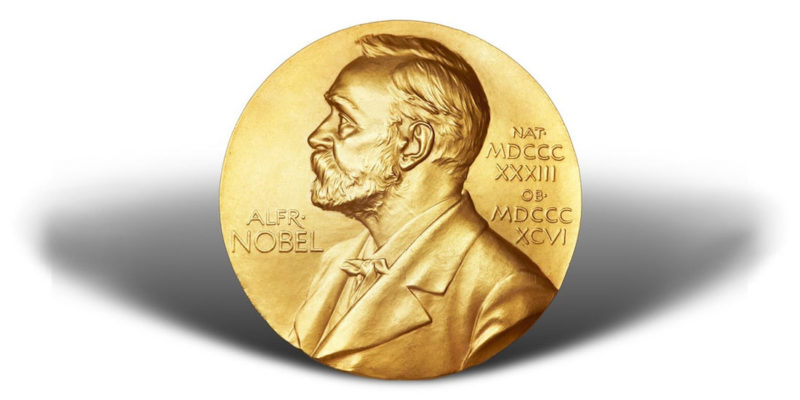 ALFR·
NOBEL
NAT·
MDCCC
XXXIII
OB·
MDCCC
XCVI